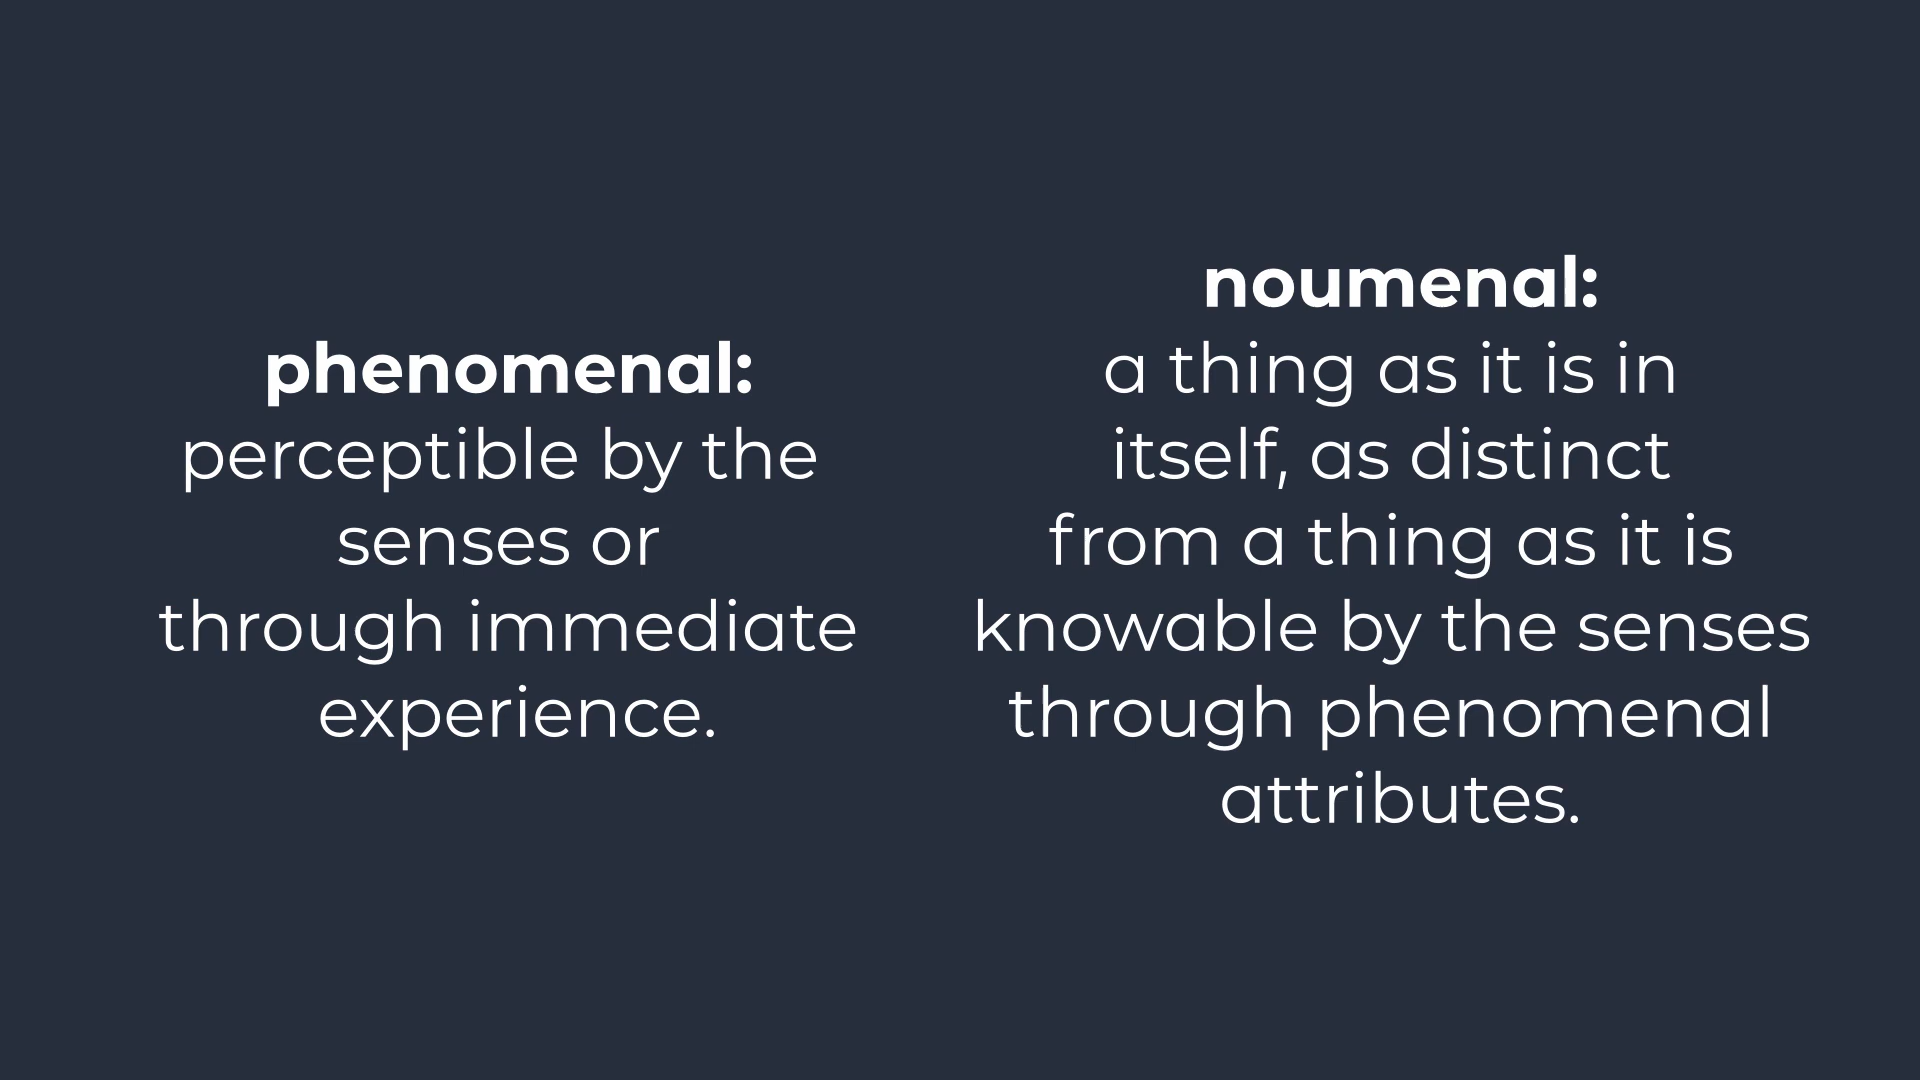 phenomenal:
perceptible by the
senses or
through immediate
experience.
noumenal:
a thing as it is in
itself, as distinct
from a thing as it is
knowable by the senses
through phenomenal
attributes.